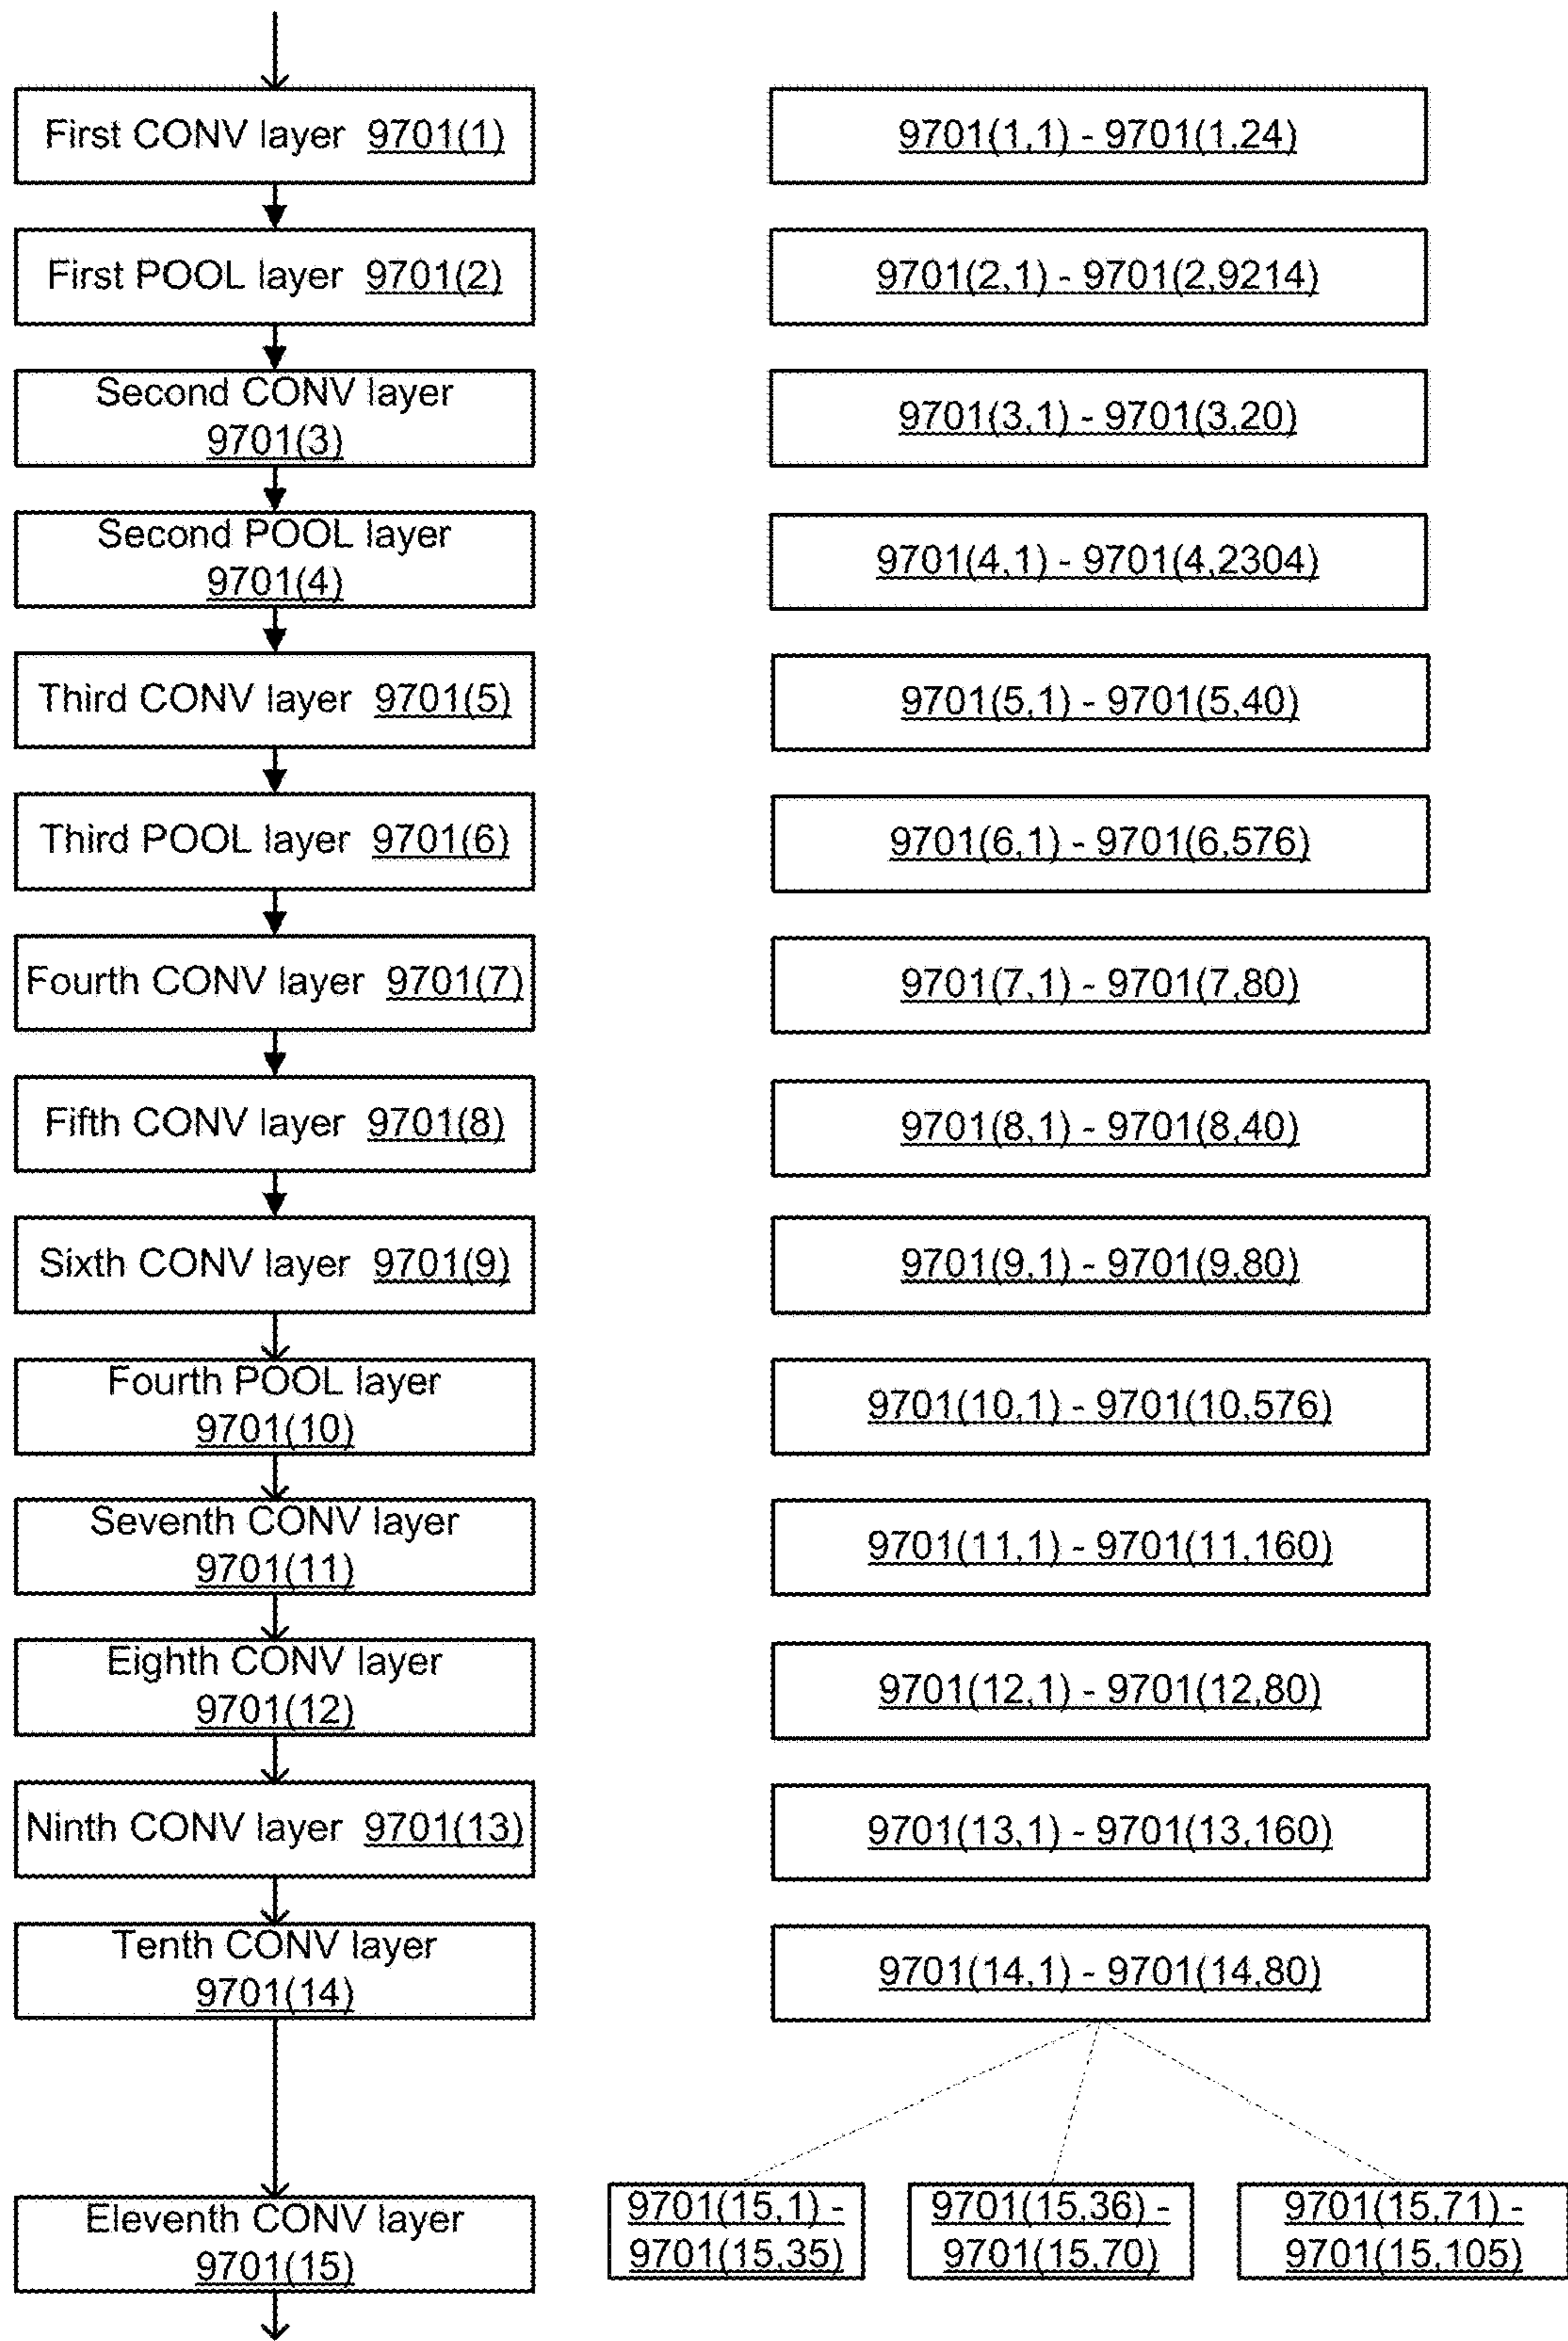 First CONV layer 9701(1)
9701(1,1) - 9701(1,24)
First POOL layer 9701(2)
9701(2,1) - 9701(2,9214)
Second CONV layer
9701(3)
9701(3,1) - 9701(3,20)
Second POOL layer
9701(4)
9701(4,1) - 9701(4,2304)
Third CONV layer 9701(5)
9701(5,1) - 9701(5,40)
Third POOL layer 9701(6)
9701(6,1) - 9701(6,576)
Fourth CONV layer 9701(7)
9701(7,1) - 9701(7,80)
Fifth CONV layer 9701(8)
9701(8,1) - 9701(8,40)
Sixth CONV layer 9701(9)
9701(9,1) - 9701(9,80)
Fourth POOL layer
9701(10)
9701(10,1) - 9701(10,576)
Seventh CONV layer
9701(11)
9701(11,1) - 9701(11,160)
Eighth CONV layer
9701(12)
9701(12,1) - 9701(12,80)
Ninth CONV layer 9701(13)
9701(13,1) - 9701(13,160)
Tenth CONV layer
9701(14)
9701(14,1) - 9701(14,80)
Eleventh CONV layer
9701(15)
9701(15,1) -
9701(15,35)
9701(15,36) -
9701(15,70)
9701(15,71) -
9701(15,105)